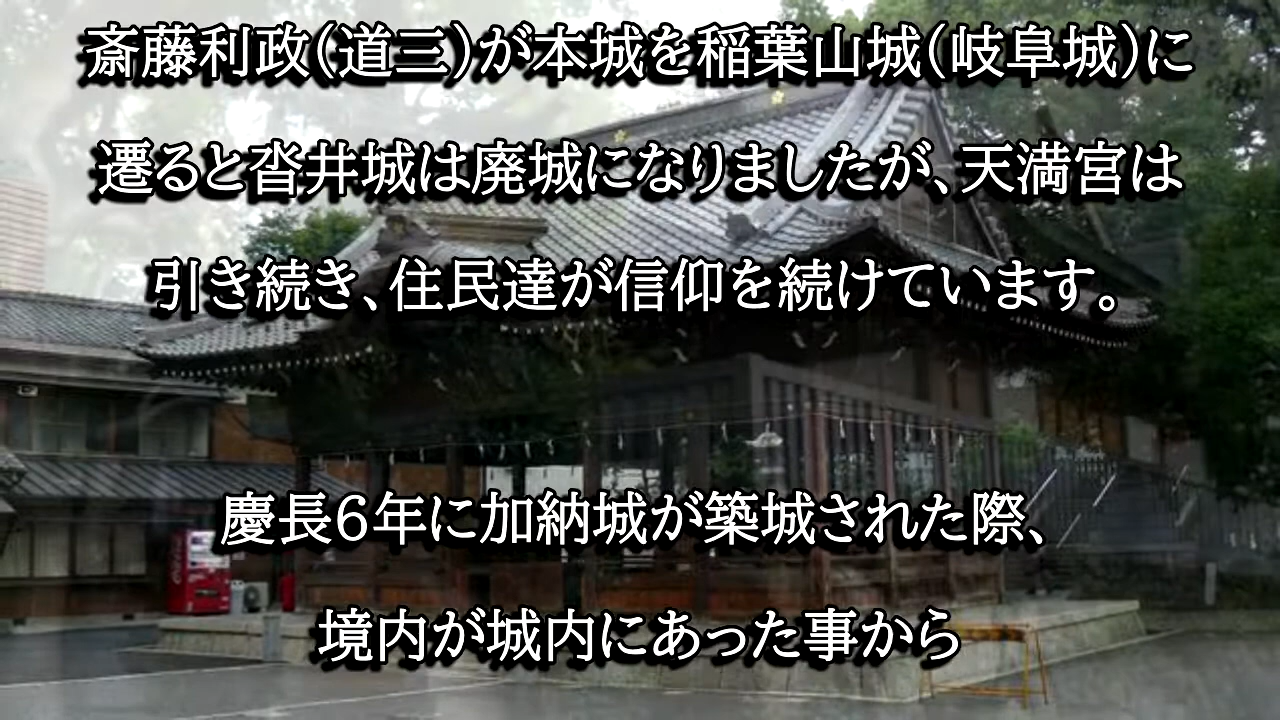 斎藤利政（道三）が本城を稲葉山城（岐阜城）に
遷ると沓井城は廃城になりましたが、天満宮は
引き続き、住民達が信仰を続けています。
慶長６年に加納城が築城された際、
境内が城内にあった事から